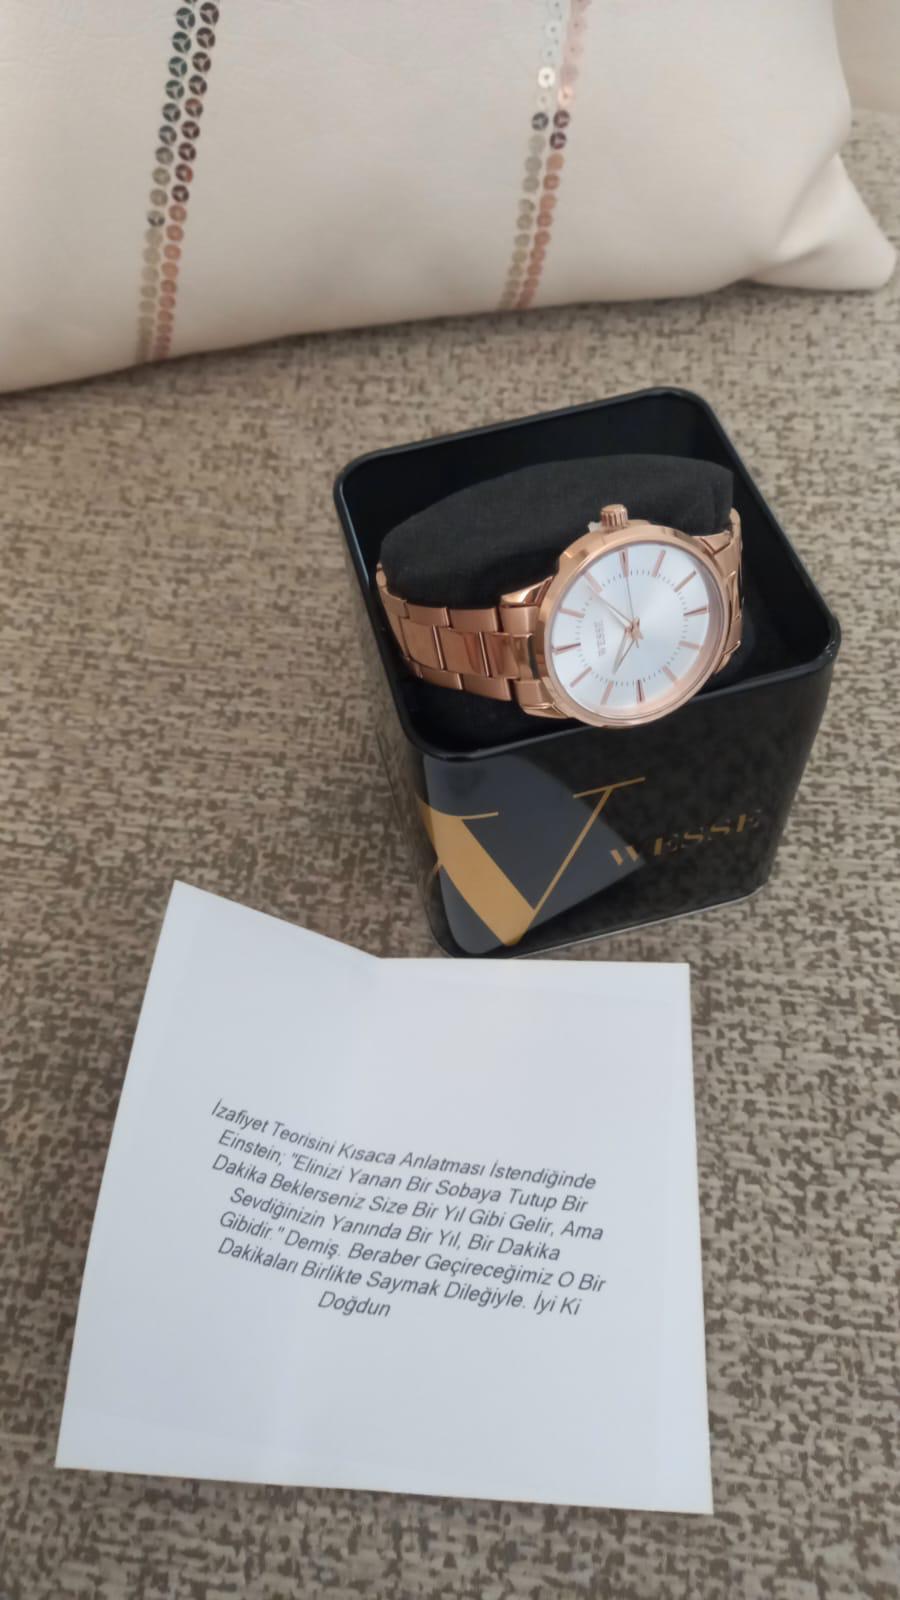 WESSE
WESSE
İzafiyet Teorisini Kısaca Anlatması İstendiğinde
Einstein; "Elinizi Yanan Bir Sobaya Tutup Bir
Dakika Beklerseniz Size Bir Yıl Gibi Gelir, Ama
Sevdiğinizin Yanında Bir Yıl, Bir Dakika
Gibidir." Demiş. Beraber Geçireceğimiz O Bir
Dakikaları Birlikte Saymak Dileğiyle. İyi Ki
Doğdun